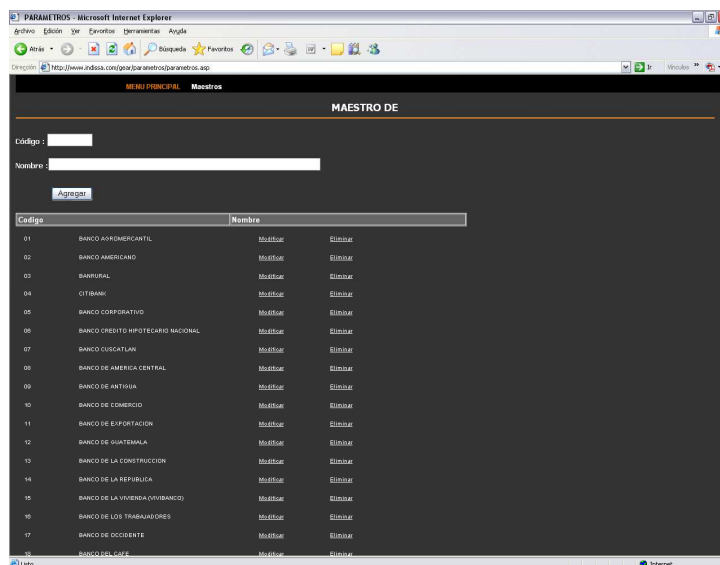 PARAMETROS - Microsoft Internet Explorer
Archivo Edición Ver Favoritos Herramientas Ayuda
Atrás Búsqueda Favoritos
Dirección http://www.indissa.com/gear/parametros/parametros.asp Ir Vínculos
MENU PRINCIPAL Maestros
MAESTRO DE
Código :
Nombre :
Agregar
Codigo Nombre
01 BANCO AGROMERCANTIL Modificar Eliminar
02 BANCO AMERICANO Modificar Eliminar
03 BANRURAL Modificar Eliminar
04 CITIBANK Modificar Eliminar
05 BANCO CORPORATIVO Modificar Eliminar
06 BANCO CREDITO HIPOTECARIO NACIONAL Modificar Eliminar
07 BANCO CUSCATLAN Modificar Eliminar
08 BANCO DE AMERICA CENTRAL Modificar Eliminar
09 BANCO DE ANTIGUA Modificar Eliminar
10 BANCO DE COMERCIO Modificar Eliminar
11 BANCO DE EXPORTACION Modificar Eliminar
12 BANCO DE GUATEMALA Modificar Eliminar
13 BANCO DE LA CONSTRUCCION Modificar Eliminar
14 BANCO DE LA REPUBLICA Modificar Eliminar
15 BANCO DE LA VIVIENDA (VIVIBANCO) Modificar Eliminar
16 BANCO DE LOS TRABAJADORES Modificar Eliminar
17 BANCO DE OCCIDENTE Modificar Eliminar
18 BANCO DEL CAFE Modificar Eliminar
Listo Internet